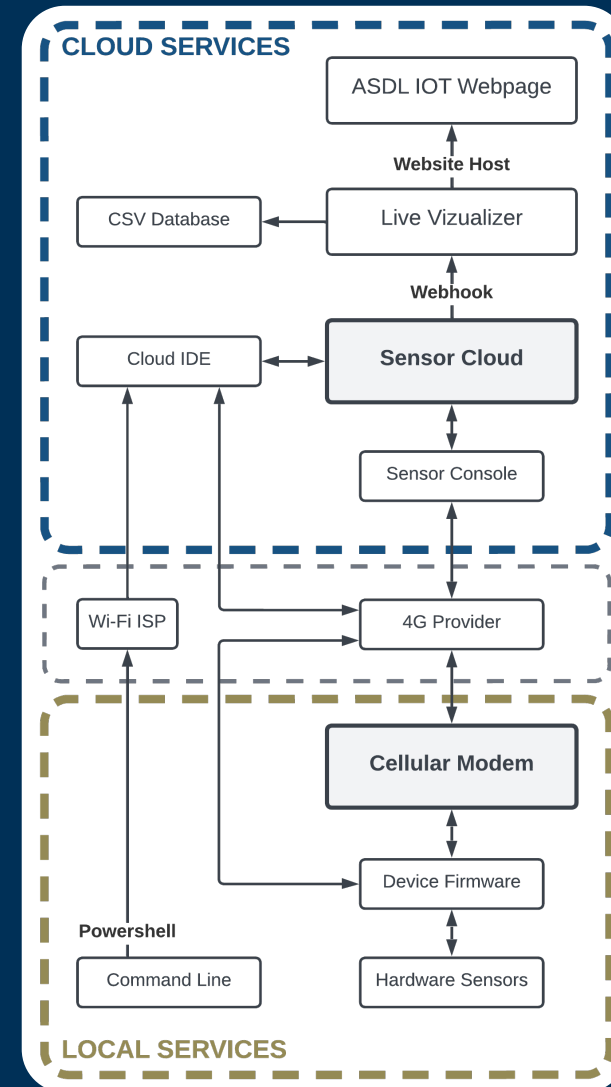 CLOUD SERVICES
ASDL IOT Webpage
Website Host
CSV Database
Live Vizualizer
Webhook
Cloud IDE
Sensor Cloud
Sensor Console
Wi-Fi ISP
4G Provider
Cellular Modem
Device Firmware
Powershell
Command Line
Hardware Sensors
LOCAL SERVICES